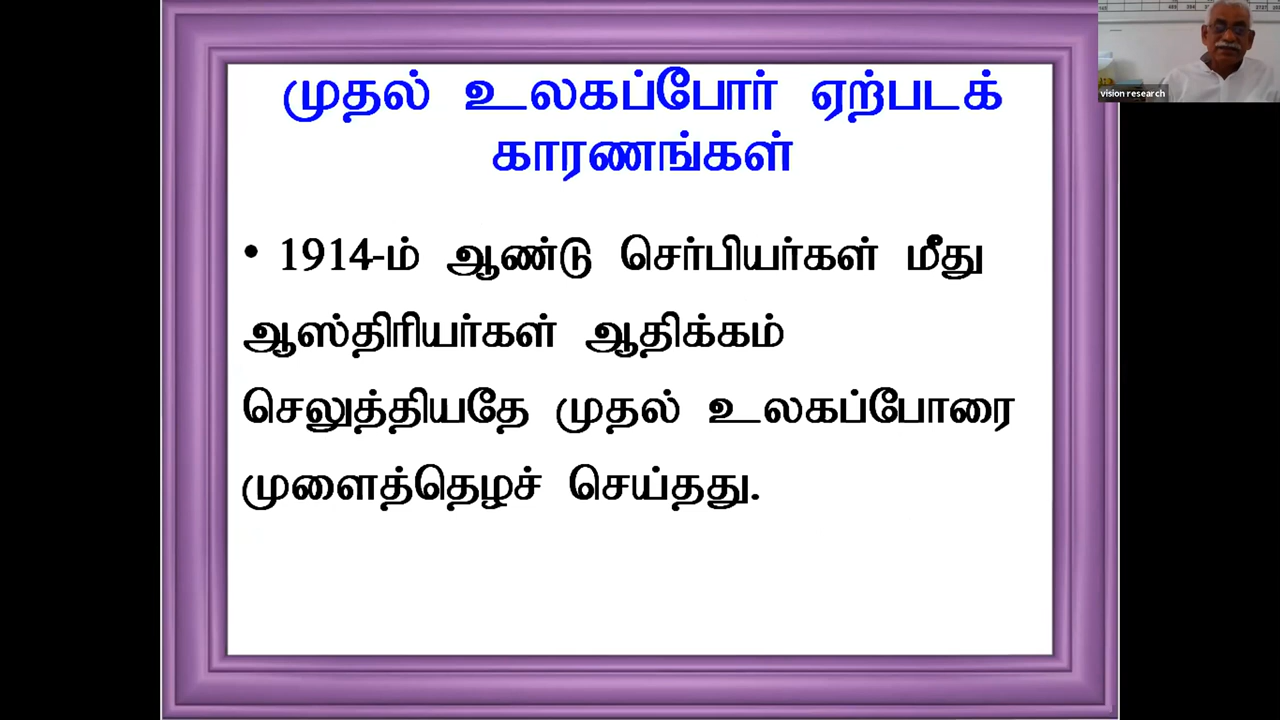 முதல் உலகப்போர் ஏற்படக்
காரணங்கள்
• 1914-ம் ஆண்டு செர்பியர்கள் மீது
ஆஸ்திரியர்கள் ஆதிக்கம்
செலுத்தியதே முதல் உலகப்போரை
முளைத்தெழச் செய்தது.
vision research